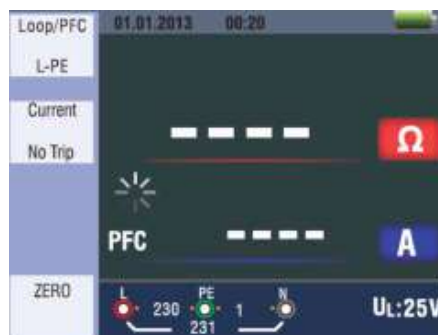 Loop/PFC
01.01.2013 00:20
L-PE
Current
No Trip
---- Ω
PFC ---- A
ZERO
L PE N
230 1
231
UL:25V